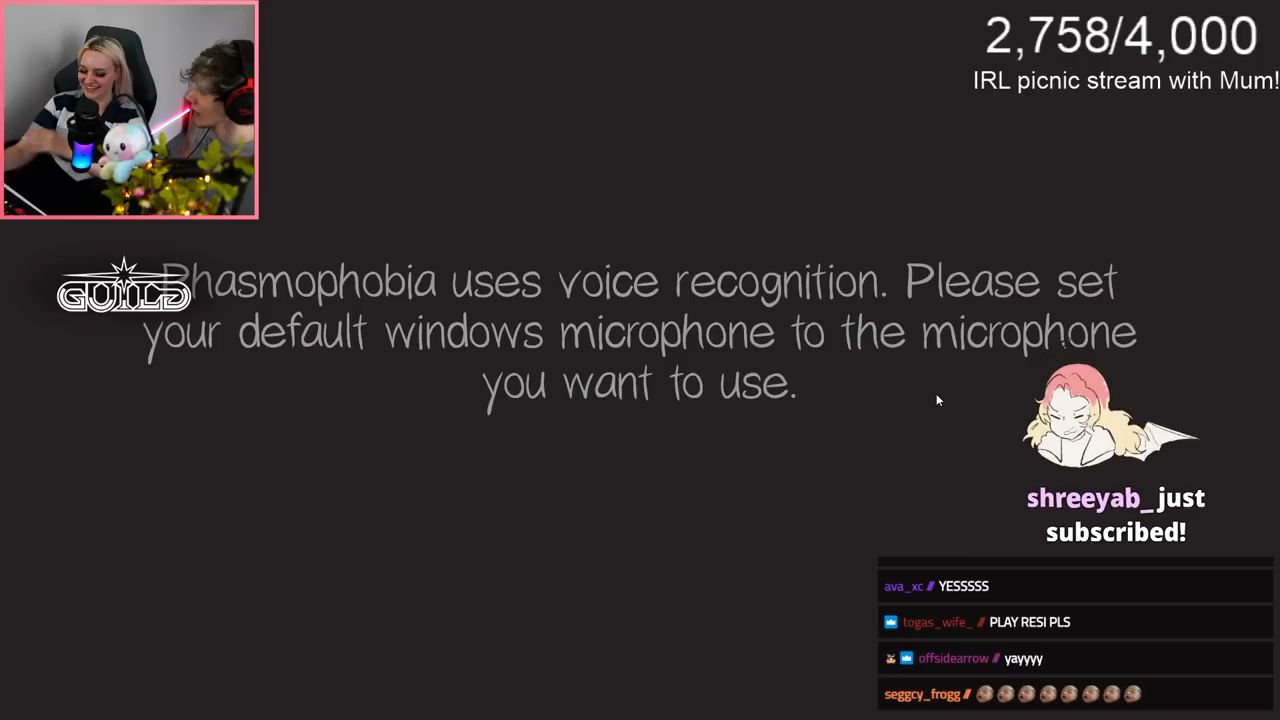 2,758/4,000
IRL picnic stream with Mum!
GUILD
Phasmophobia uses voice recognition. Please set
your default windows microphone to the microphone
you want to use.
shreeyab_ just
subscribed!
ava_xc // YESSSSS
togas_wife_ // PLAY RESI PLS
offsidearrow // yayyyy
seggcy_frogg //